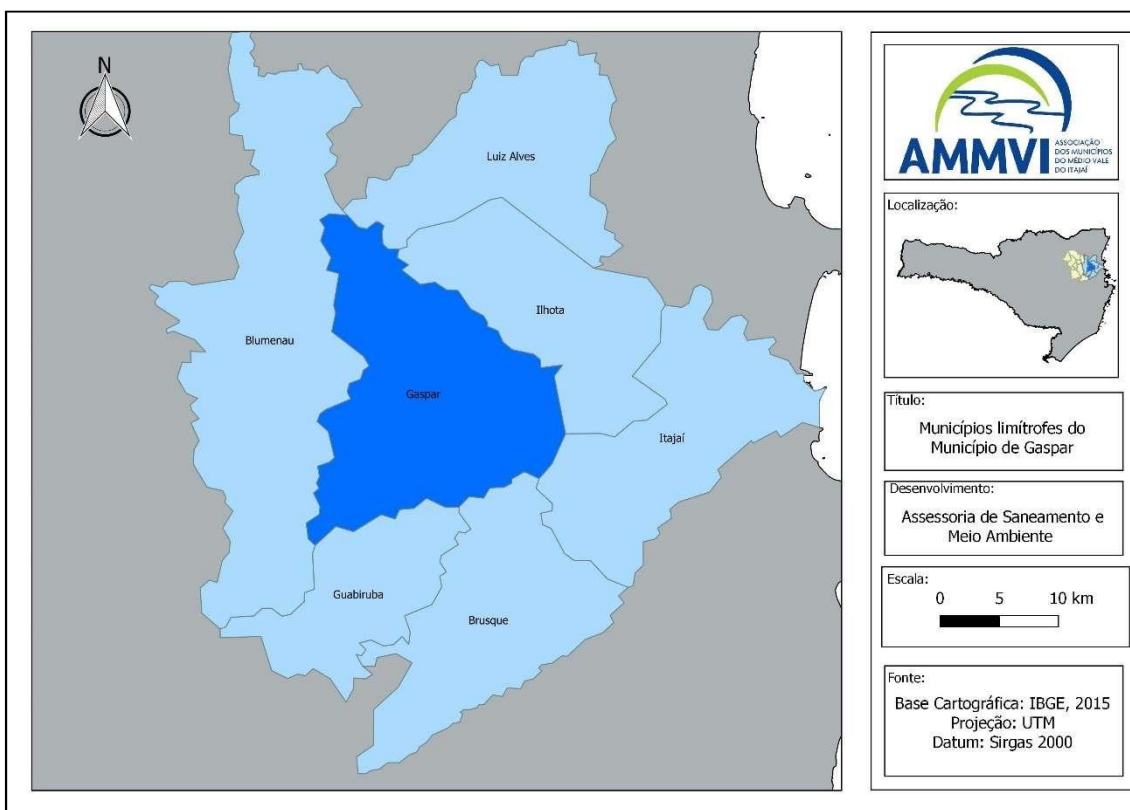 N
Luiz Alves
Ilhota
Blumenau
Gaspar
Itajaí
Guabiruba
Brusque
AMMVI
ASSOCIAÇÃO
DOS MUNICÍPIOS
DO MÉDIO VALE
DO ITAJAÍ
Localização:
Título:
Municípios limítrofes do
Município de Gaspar
Desenvolvimento:
Assessoria de Saneamento e
Meio Ambiente
Escala:
0 5 10 km
Fonte:
Base Cartográfica: IBGE, 2015
Projeção: UTM
Datum: Sirgas 2000